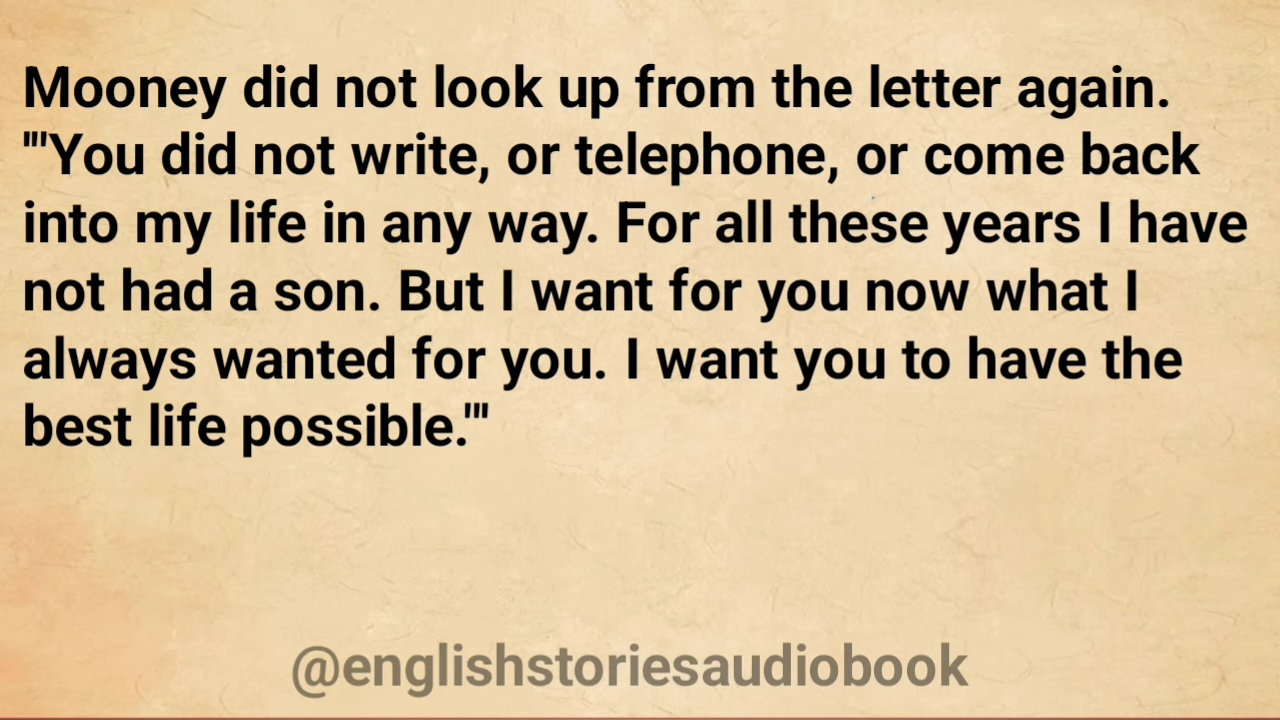 Mooney did not look up from the letter again.
"'You did not write, or telephone, or come back
into my life in any way. For all these years I have
not had a son. But I want for you now what I
always wanted for you. I want you to have the
best life possible.'"
@englishstoriesaudiobook